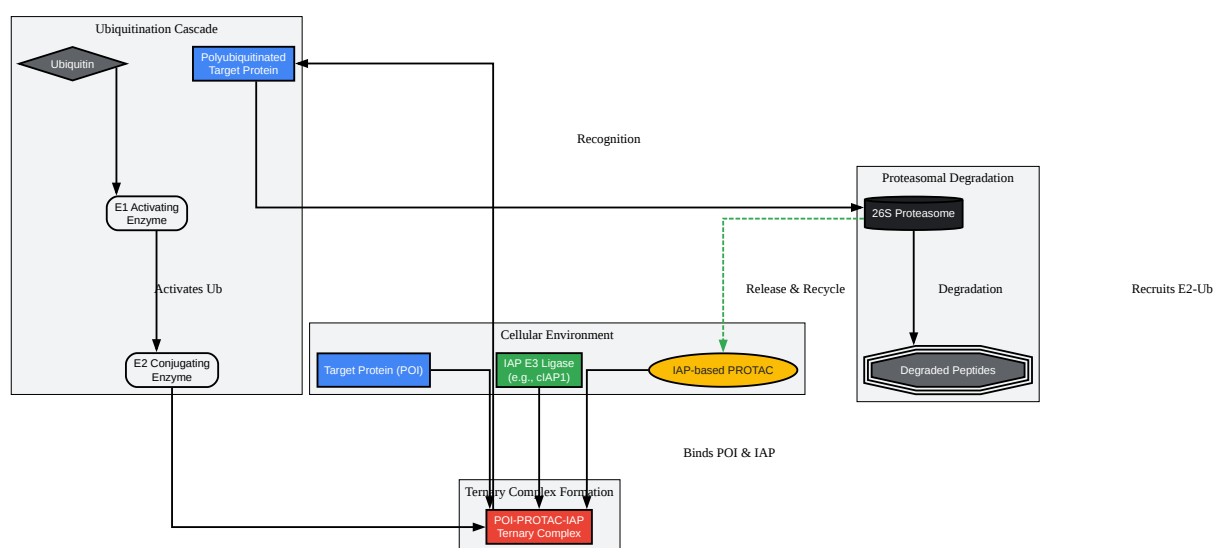 Ubiquitination Cascade
Ubiquitin
Polyubiquitinated
Target Protein
Recognition
Proteasomal Degradation
E1 Activating
Enzyme
26S Proteasome
Activates Ub
Release & Recycle
Degradation
Recruits E2-Ub
Cellular Environment
E2 Conjugating
Enzyme
Target Protein (POI)
IAP E3 Ligase
(e.g., cIAP1)
IAP-based PROTAC
Degraded Peptides
Binds POI & IAP
Ternary Complex Formation
POI-PROTAC-IAP
Ternary Complex